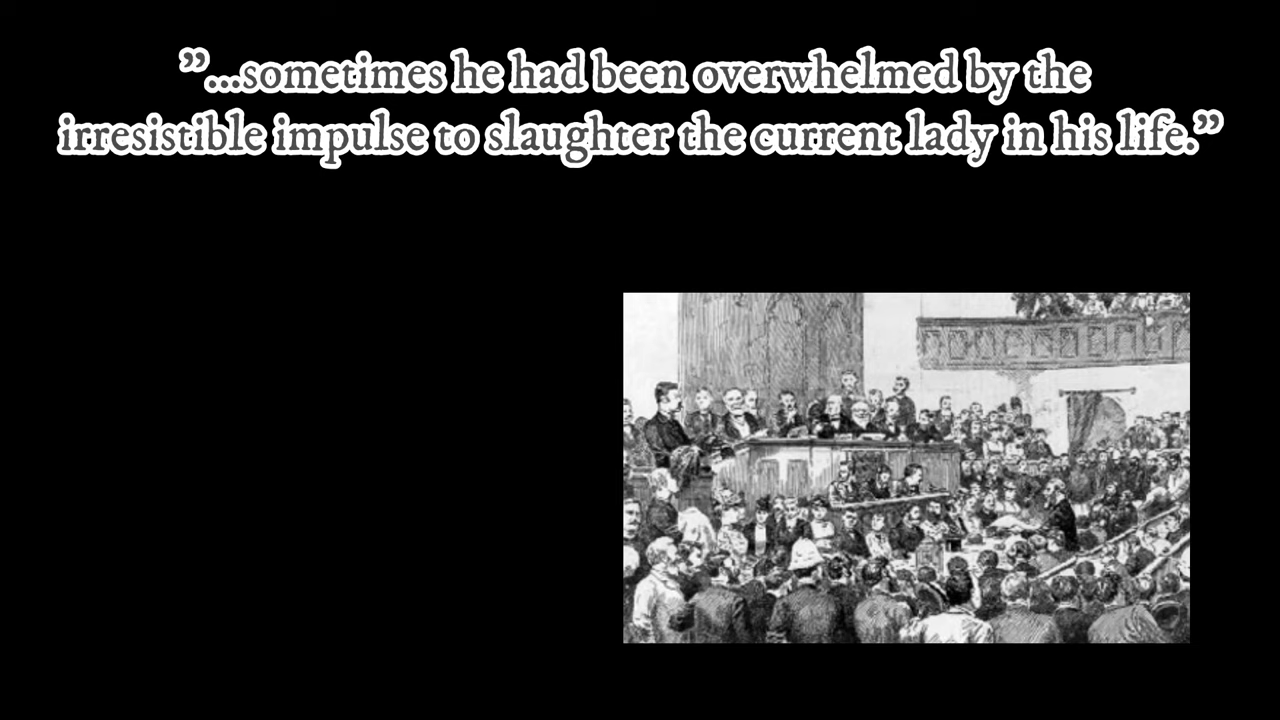 ”...sometimes he had been overwhelmed by the
irresistible impulse to slaughter the current lady in his life.”